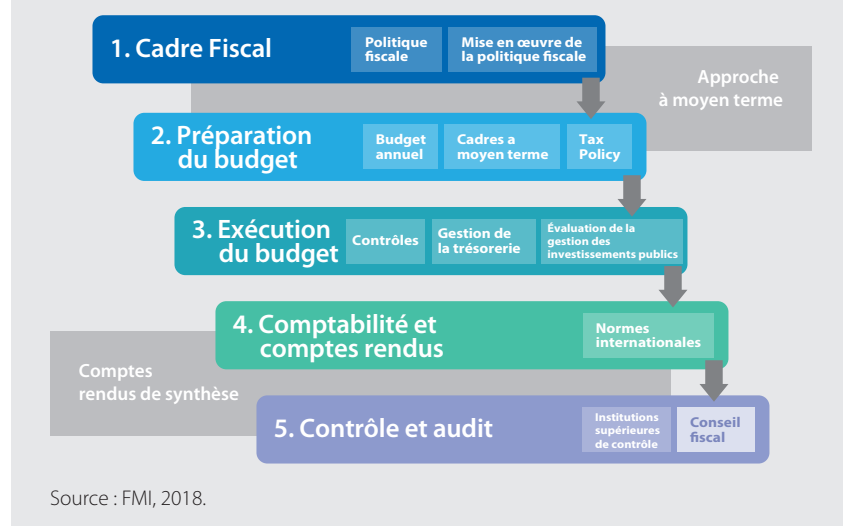 1. Cadre Fiscal
Politique
fiscale
Mise en œuvre de
la politique fiscale
Approche
à moyen terme
2. Préparation
du budget
Budget
annuel
Cadres a
moyen terme
Tax
Policy
3. Exécution
du budget
Contrôles
Gestion de
la trésorerie
Évaluation de la
gestion des
investissements publics
4. Comptabilité et
comptes rendus
Normes
internationales
Comptes
rendus de synthèse
5. Contrôle et audit
Institutions
supérieures
de contrôle
Conseil
fiscal
Source : FMI, 2018.